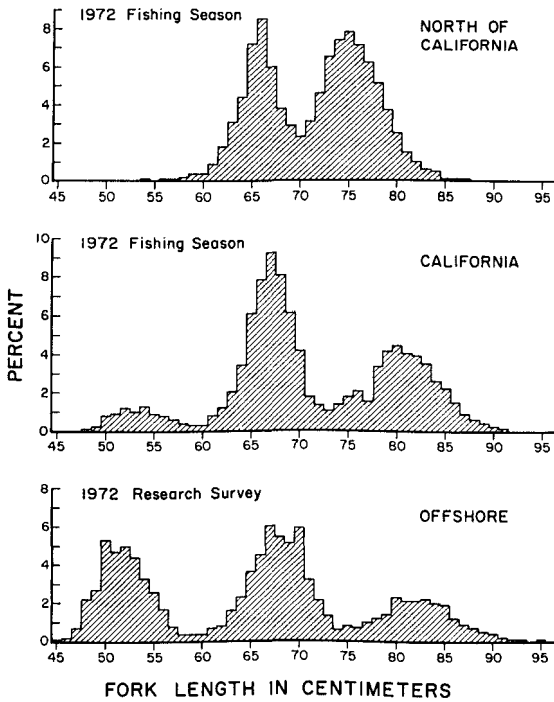 1972 Fishing Season
NORTH OF
CALIFORNIA
8
6
4
2
0
45 50 55 60 65 70 75 80 85 90 95
1972 Fishing Season
CALIFORNIA
10
8
6
4
2
0
45 50 55 60 65 70 75 80 85 90 95
PERCENT
1972 Research Survey
OFFSHORE
8
6
4
2
0
45 50 55 60 65 70 75 80 85 90 95
FORK LENGTH IN CENTIMETERS